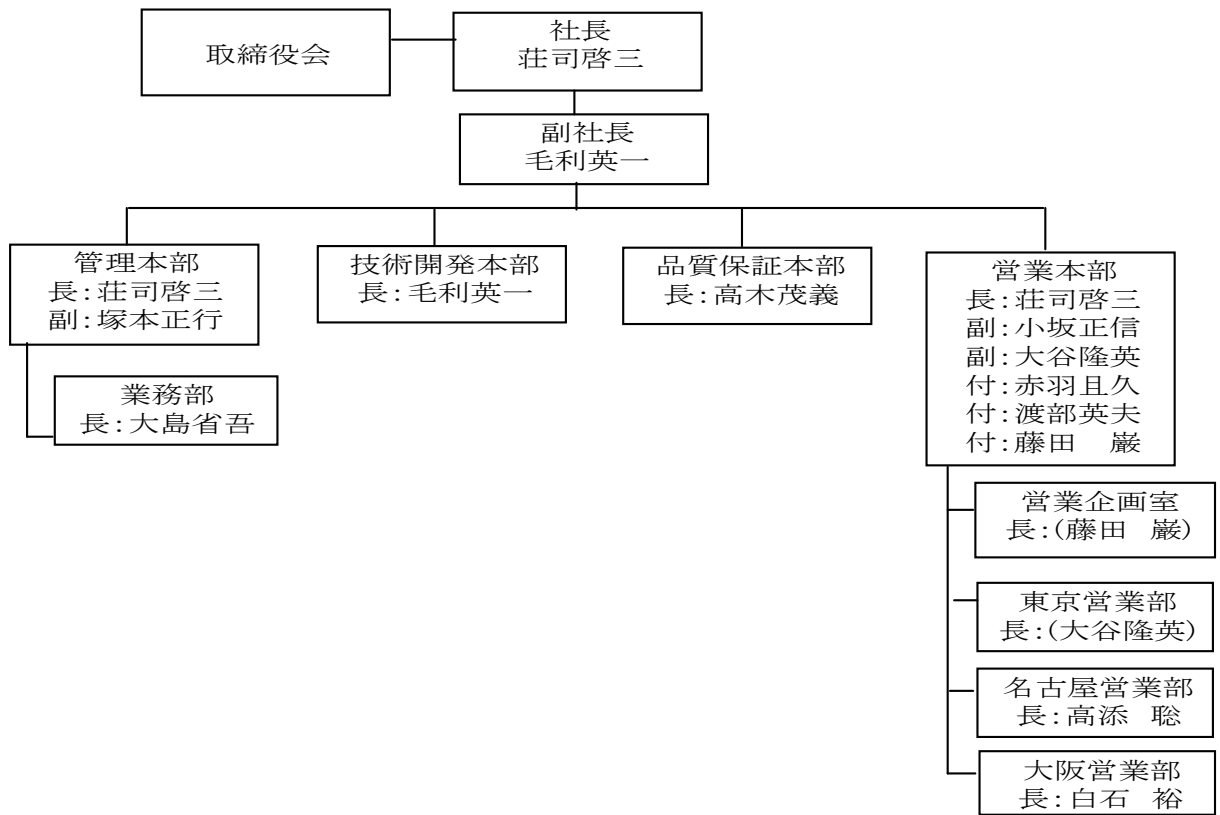 取締役会
社長
荘司啓三
副社長
毛利英一
管理本部
長:荘司啓三
副:塚本正行
業務部
長:大島省吾
技術開発本部
長:毛利英一
品質保証本部
長:高木茂義
営業本部
長:荘司啓三
副:小坂正信
副:大谷隆英
付:赤羽且久
付:渡部英夫
付:藤田　巌
営業企画室
長:(藤田 巌)
東京営業部
長:(大谷隆英)
名古屋営業部
長:高添 聡
大阪営業部
長:白石 裕